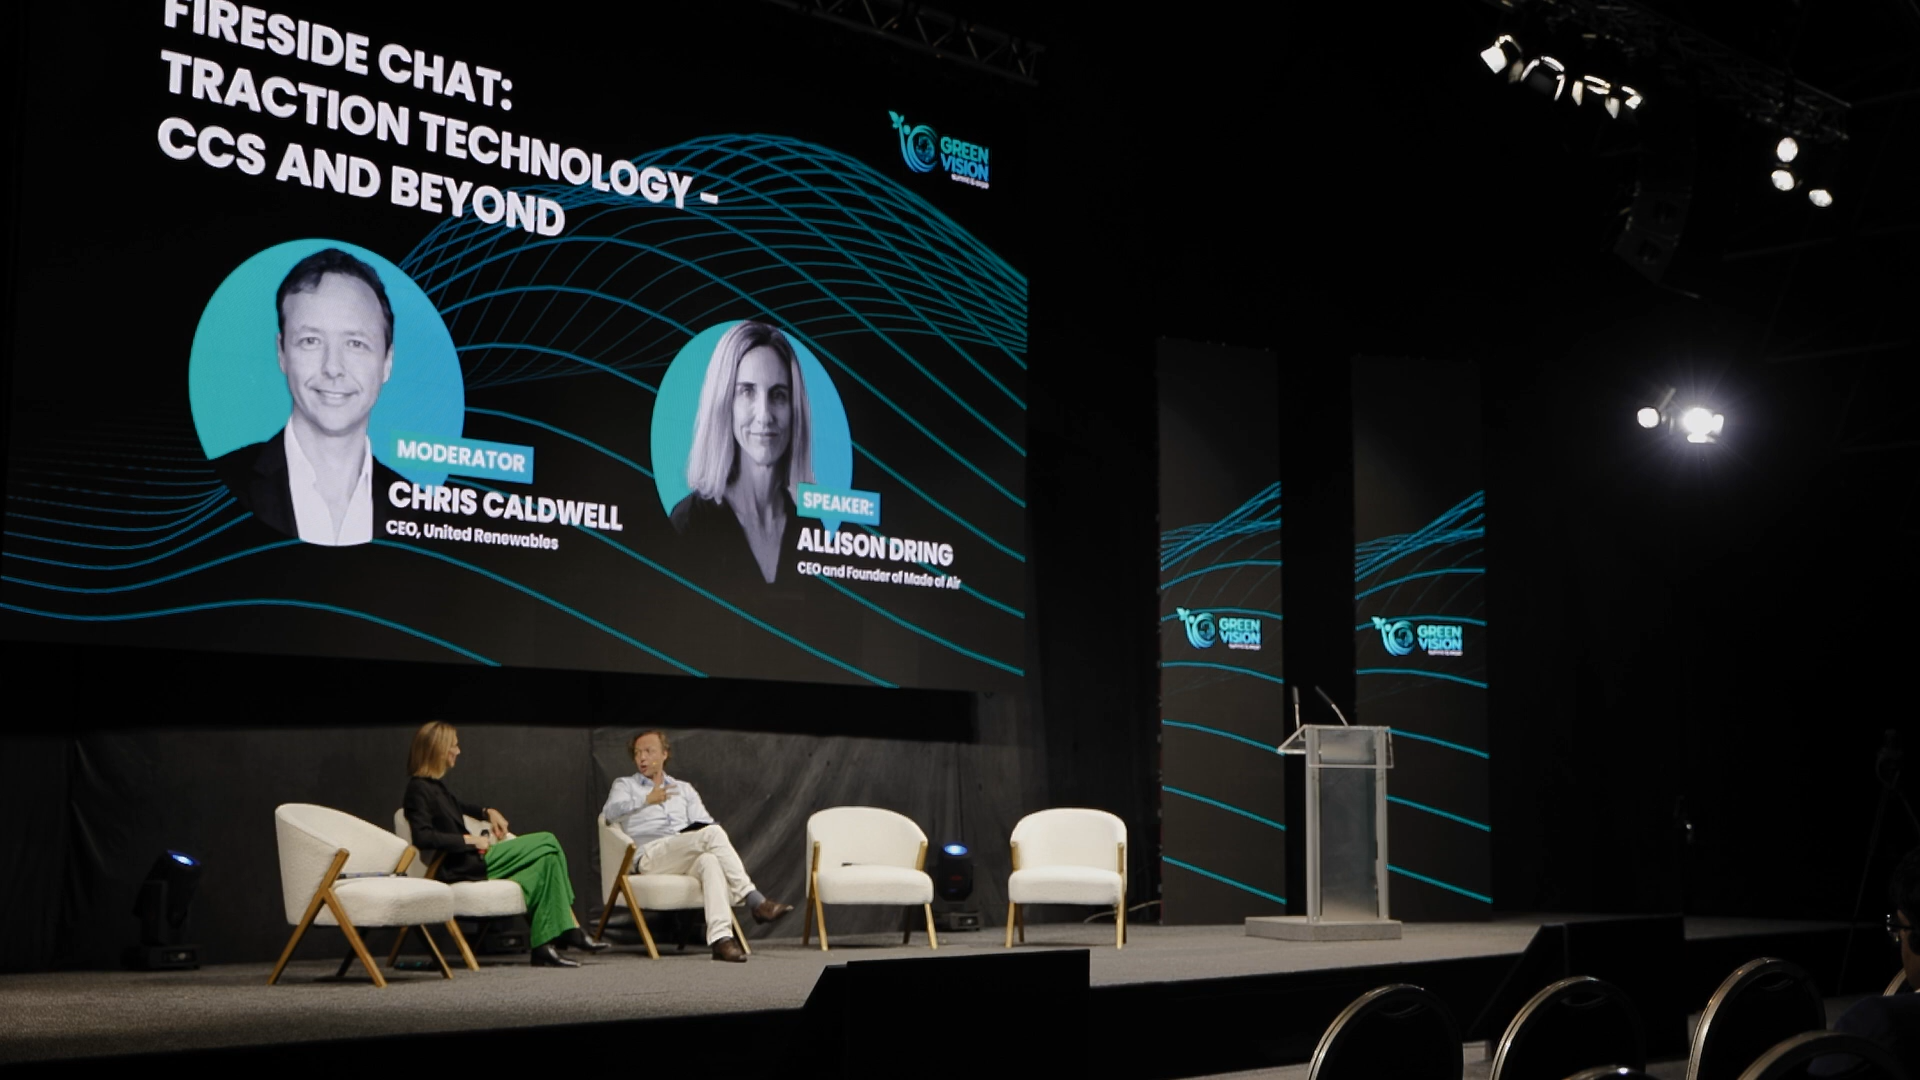 FIRESIDE CHAT:
TRACTION TECHNOLOGY -
CCS AND BEYOND
GREEN
VISION
MODERATOR
CHRIS CALDWELL
CEO, United Renewables
SPEAKER:
ALLISON DRING
CEO and Founder of Made of Air
GREEN
VISION
GREEN
VISION